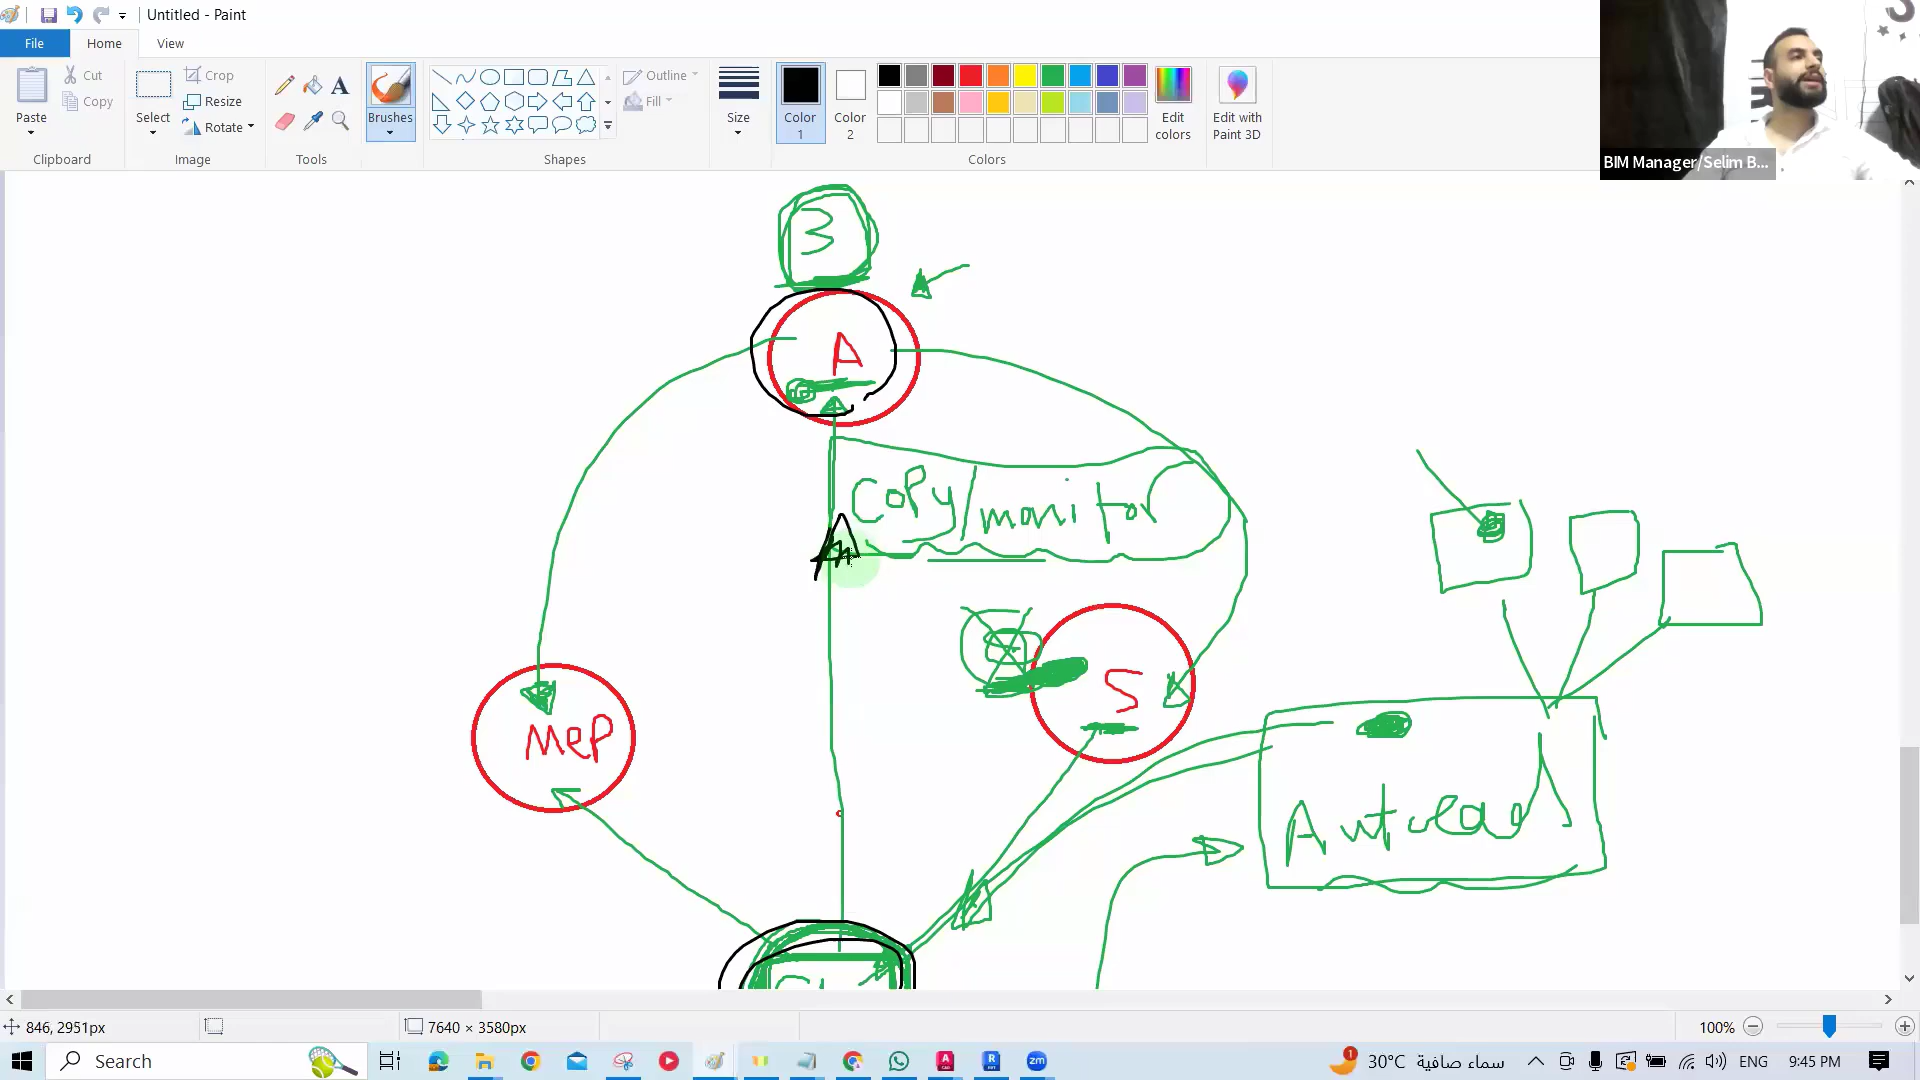 Untitled - Paint
File Home View
Paste Cut Copy
Clipboard
Select Crop Resize Rotate
Image
Tools
Brushes
Shapes
Outline Fill
Size
Color 1 Color 2
Edit colors
Colors
Edit with Paint 3D
BIM Manager/Selim B...
3
A
Copy/monitor
S
MeP
Autocad
846, 2951px
7640 × 3580px
100%
Search
1
30°C سماء صافية
ENG
9:45 PM